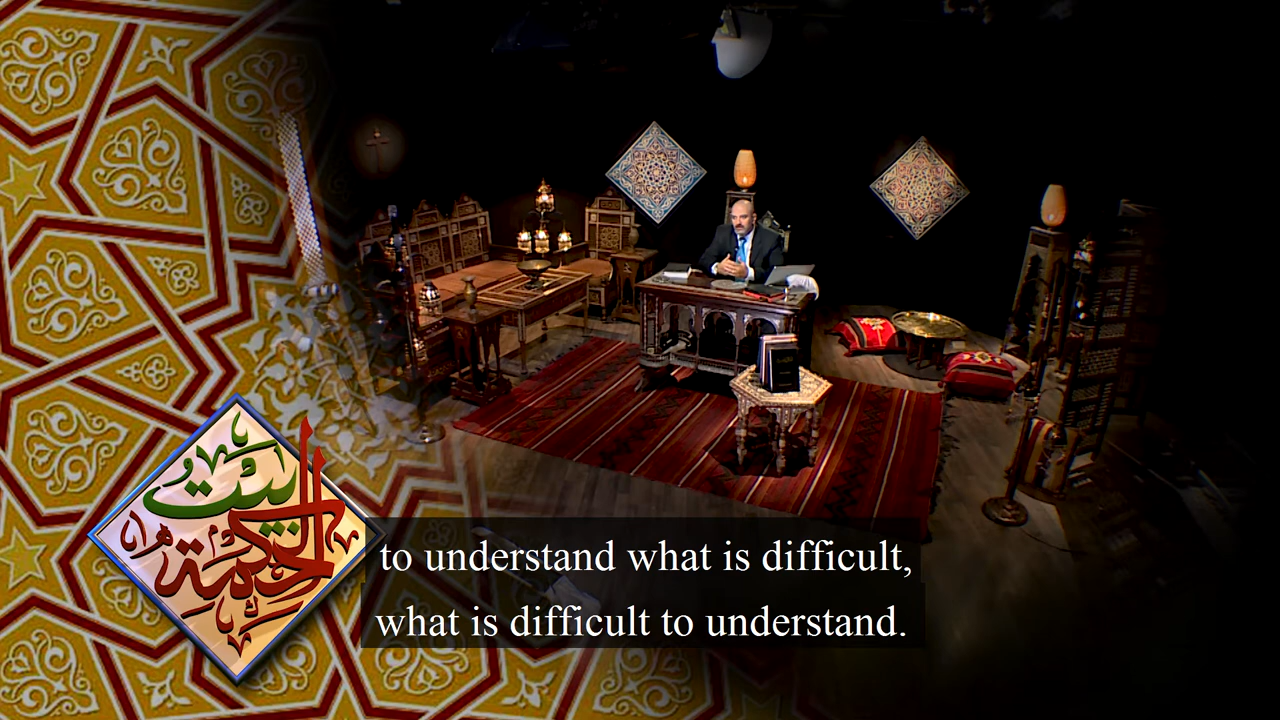 بيت
الحكمة
to understand what is difficult,
what is difficult to understand.